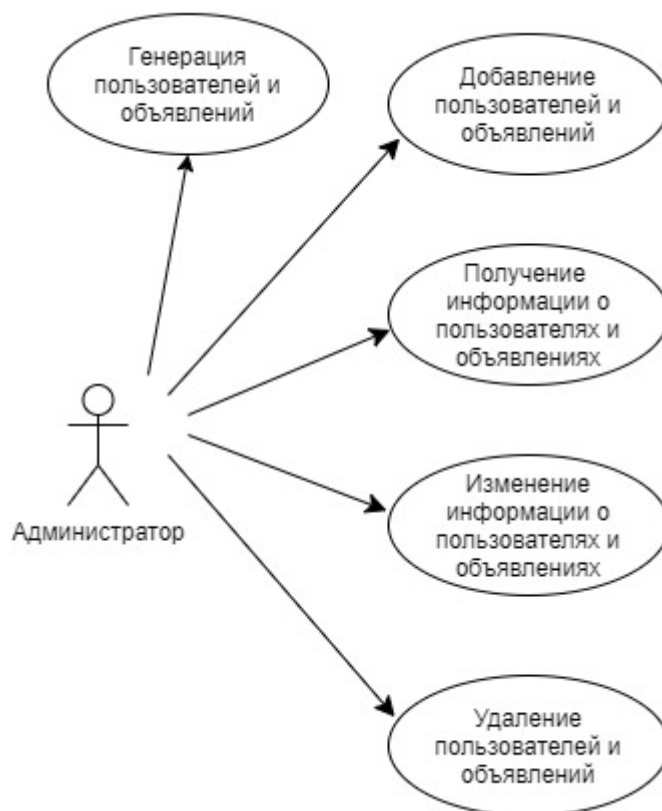 Генерация
пользователей и
объявлений
Добавление
пользователей и
объявлений
Получение
информации о
пользователях и
объявлениях
Администратор
Изменение
информации о
пользователях и
объявлениях
Удаление
пользователей и
объявлений